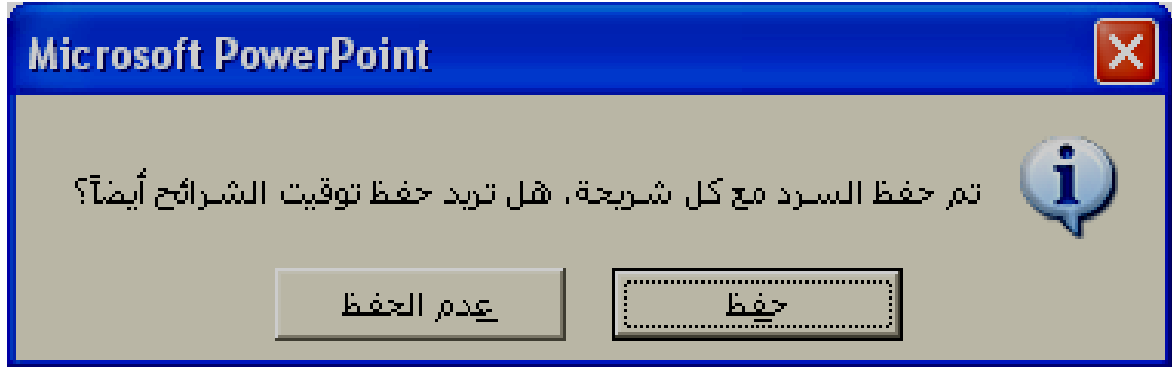 Microsoft PowerPoint
تم حفظ السرد مع كل شريحة. هل تريد حفظ توقيت الشرائح أيضاً؟
حفظ
عدم الحفظ